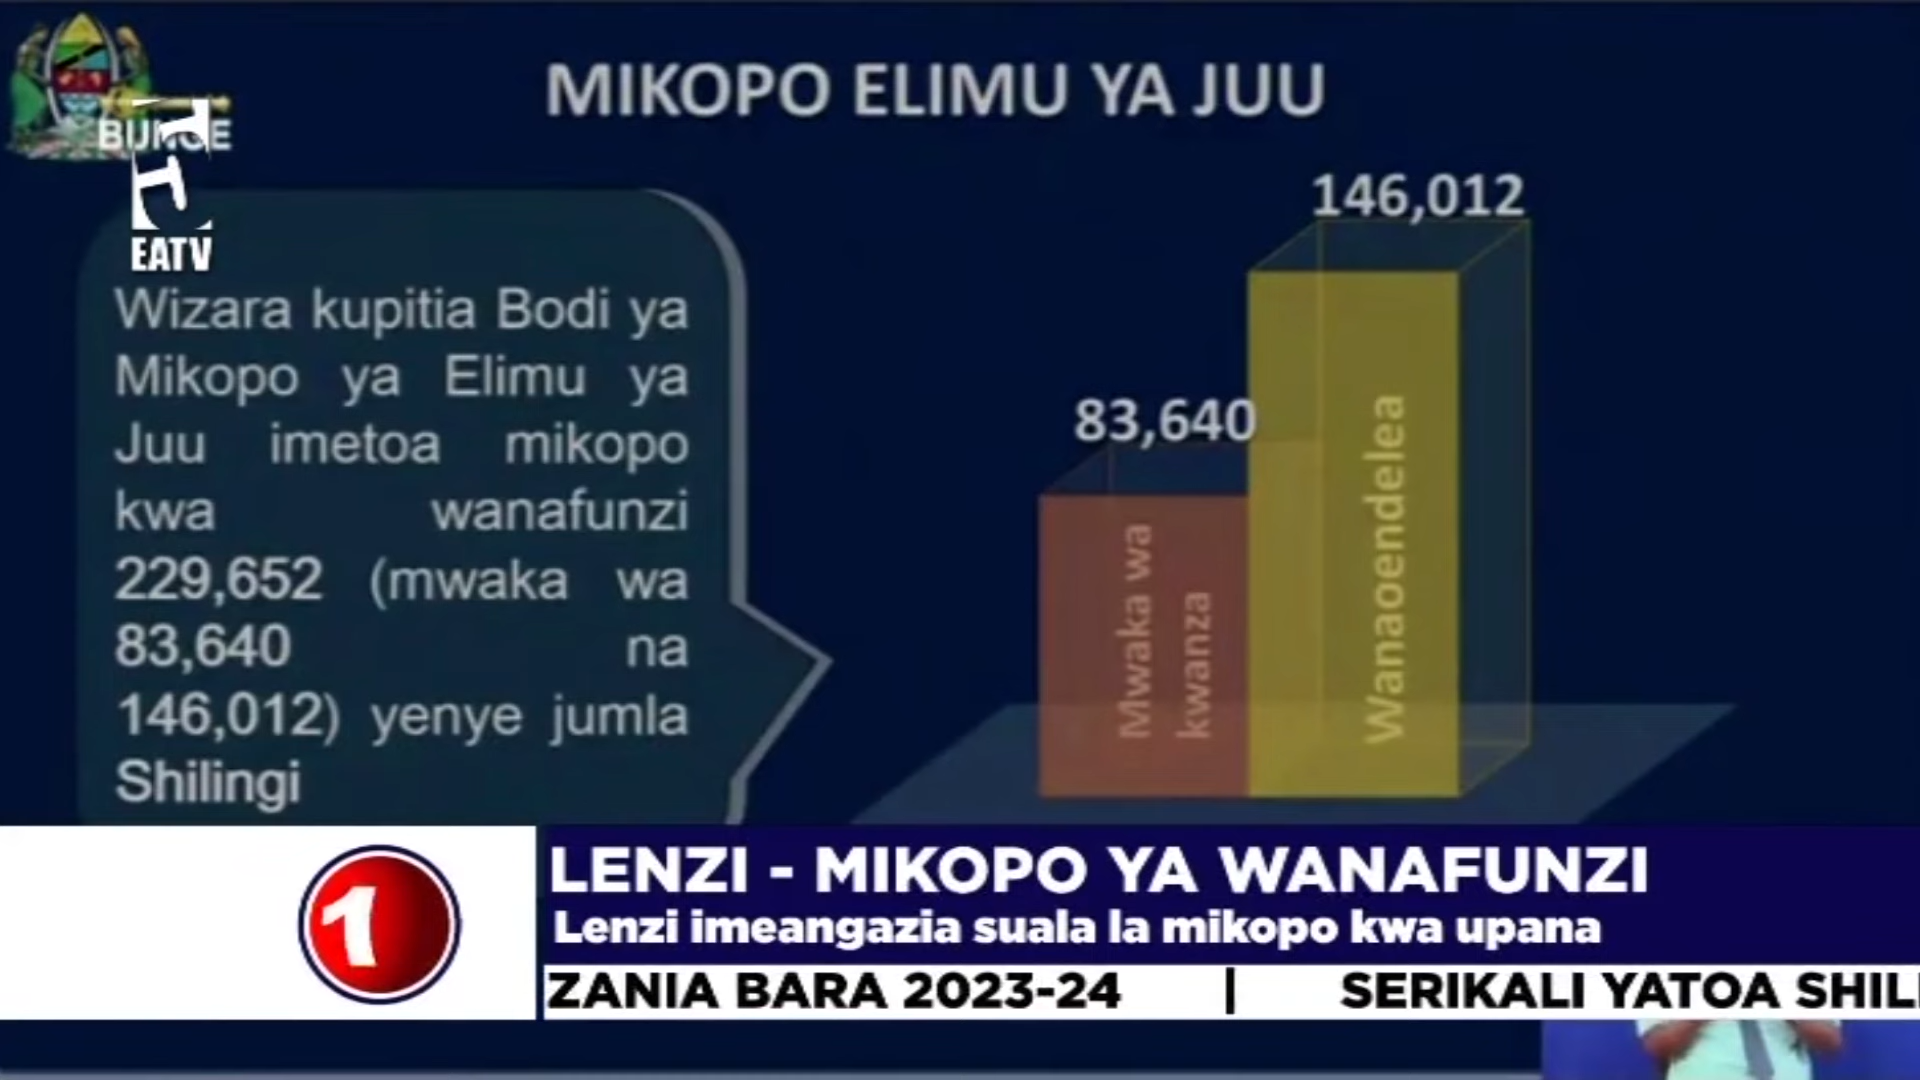 MIKOPO ELIMU YA JUU
BUNGE
EATV
Wizara kupitia Bodi ya
Mikopo ya Elimu ya
Juu imetoa mikopo
kwa wanafunzi
229,652 (mwaka wa
83,640 na
146,012) yenye jumla
Shilingi
146,012
83,640
Mwaka wa
kwanza
Wanaoendelea
1
LENZI - MIKOPO YA WANAFUNZI
Lenzi imeangazia suala la mikopo kwa upana
ZANIA BARA 2023-24 | SERIKALI YATOA SHILI